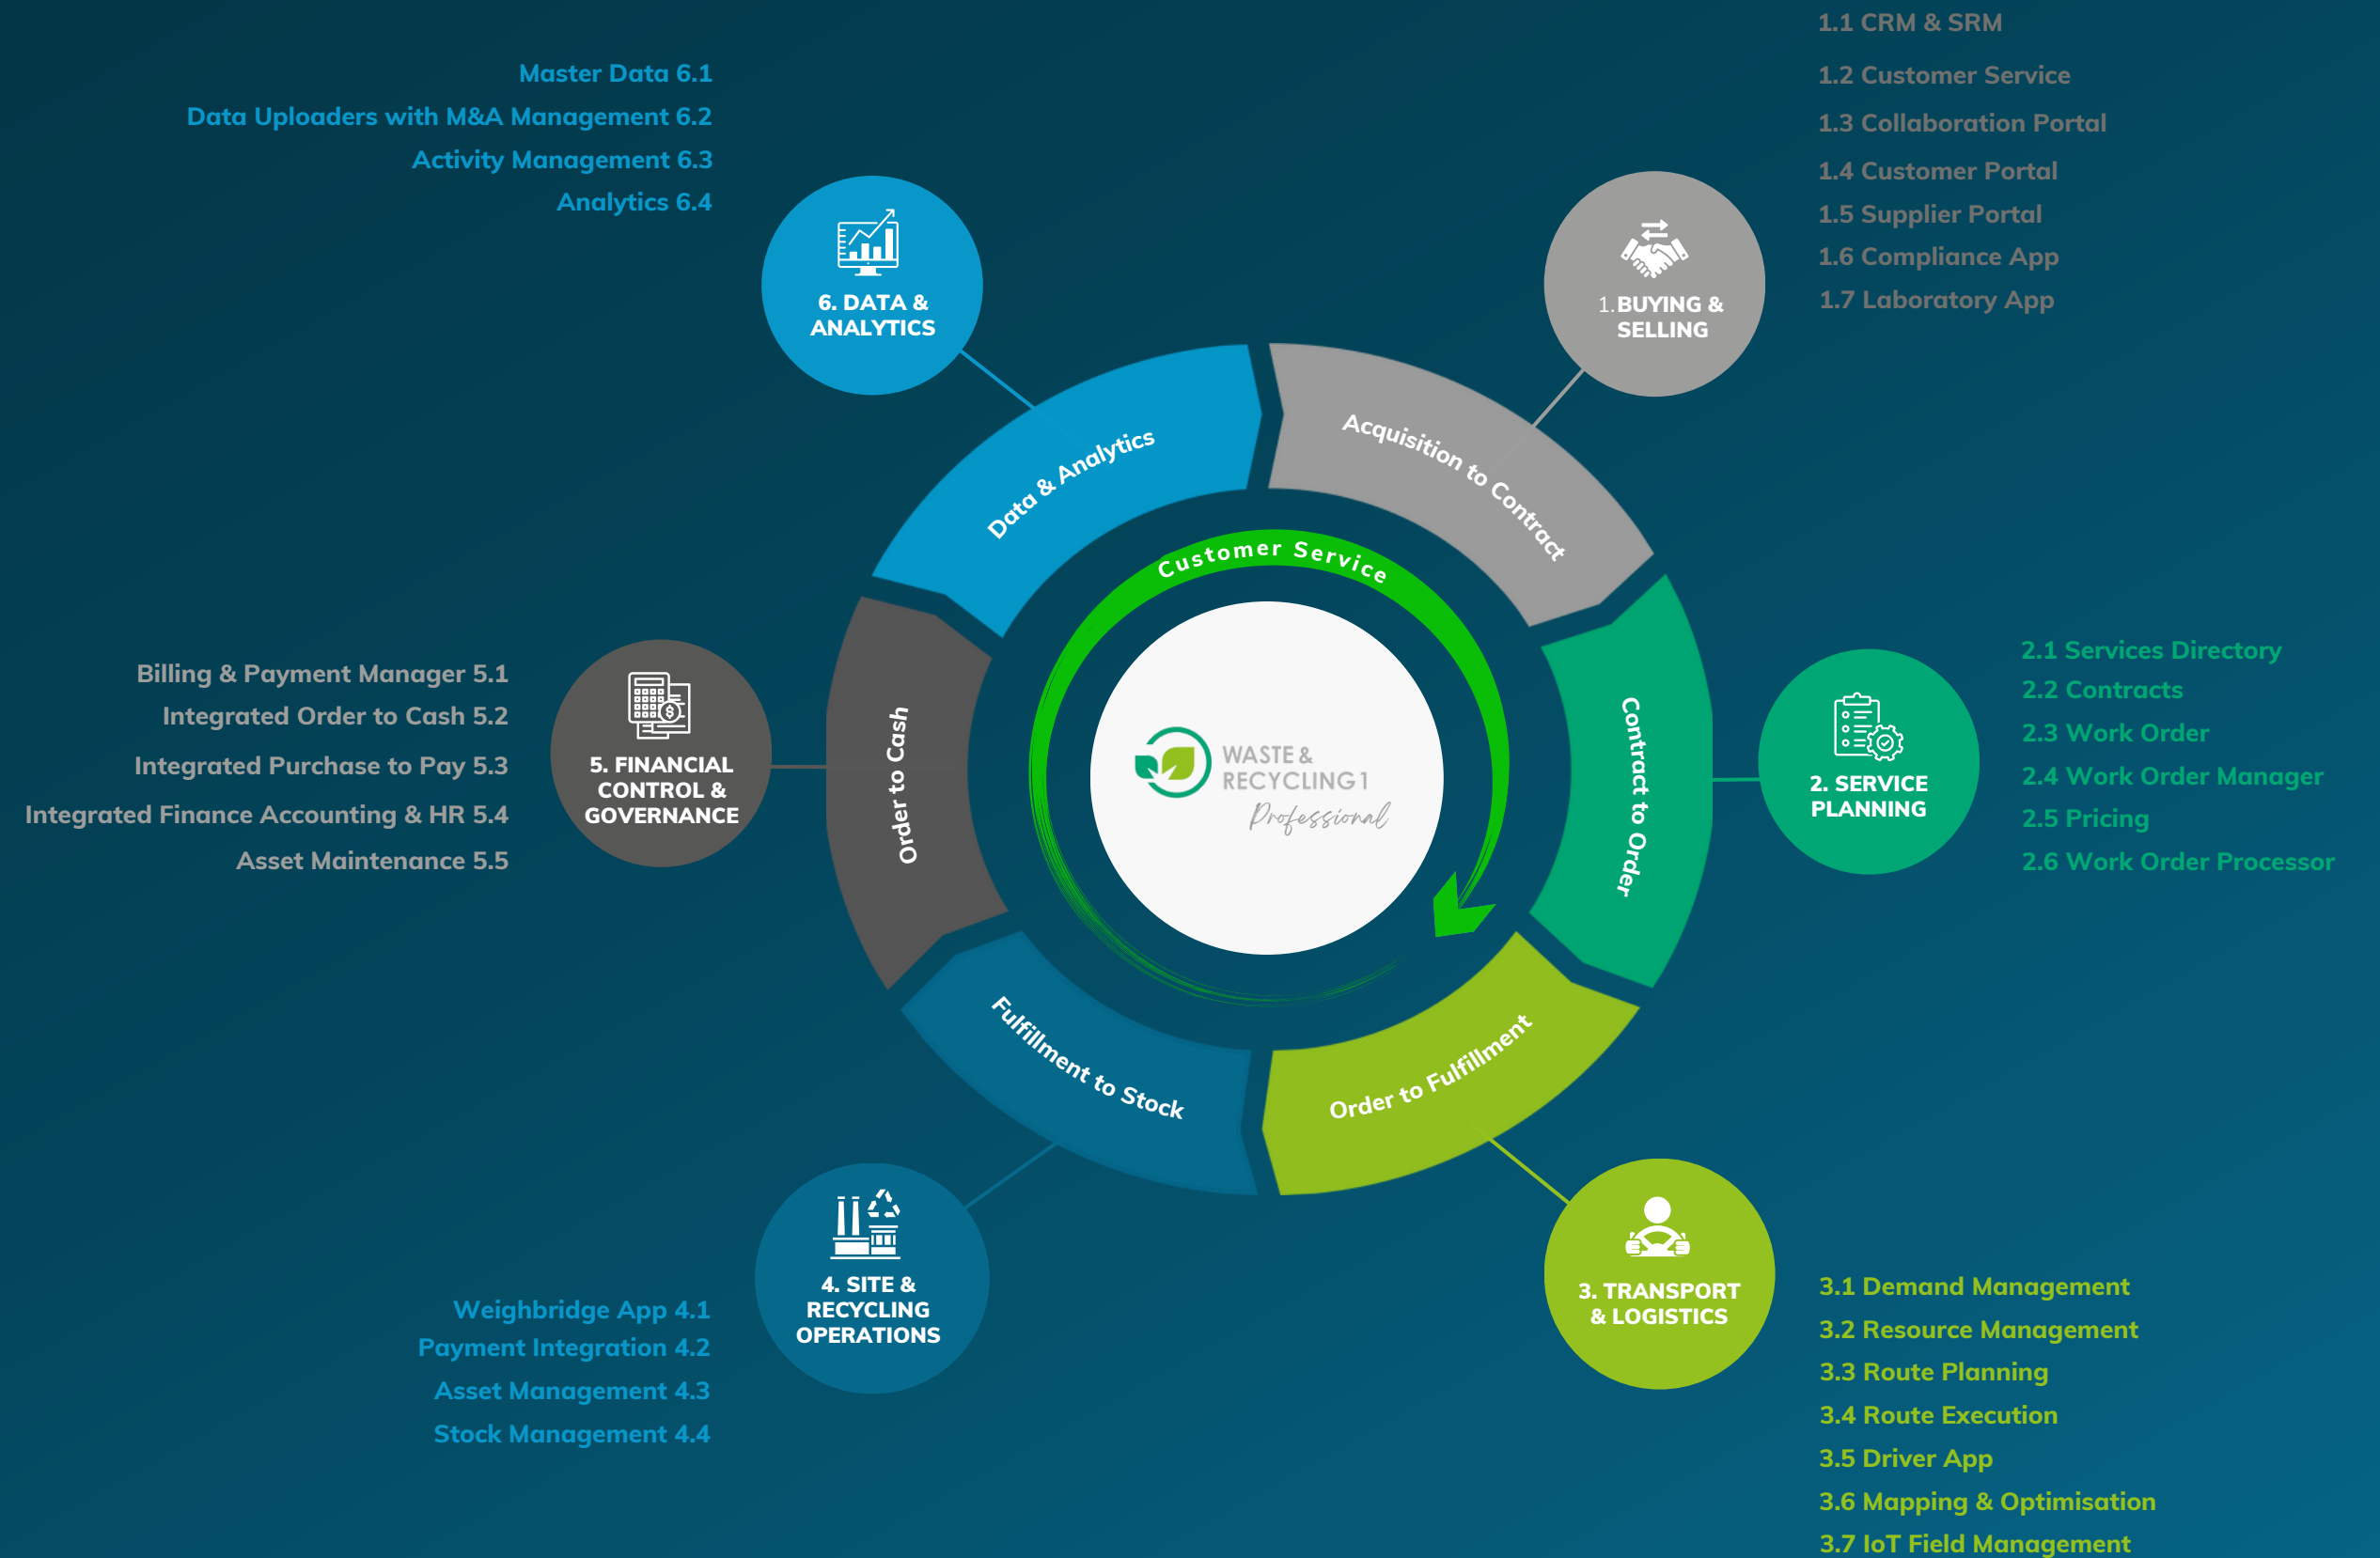 1.1 CRM & SRM
1.2 Customer Service
1.3 Collaboration Portal
1.4 Customer Portal
1.5 Supplier Portal
1.6 Compliance App
1.7 Laboratory App
1. BUYING &
SELLING
Acquisition to Contract
2.1 Services Directory
2.2 Contracts
2.3 Work Order
2.4 Work Order Manager
2.5 Pricing
2.6 Work Order Processor
2. SERVICE
PLANNING
Contract to Order
3. TRANSPORT
& LOGISTICS
3.1 Demand Management
3.2 Resource Management
3.3 Route Planning
3.4 Route Execution
3.5 Driver App
3.6 Mapping & Optimisation
3.7 IoT Field Management
Order to Fulfillment
4. SITE &
RECYCLING
OPERATIONS
Weighbridge App 4.1
Payment Integration 4.2
Asset Management 4.3
Stock Management 4.4
Fulfillment to Stock
5. FINANCIAL
CONTROL &
GOVERNANCE
Billing & Payment Manager 5.1
Integrated Order to Cash 5.2
Integrated Purchase to Pay 5.3
Integrated Finance Accounting & HR 5.4
Asset Maintenance 5.5
Order to Cash
6. DATA &
ANALYTICS
Master Data 6.1
Data Uploaders with M&A Management 6.2
Activity Management 6.3
Analytics 6.4
Data & Analytics
Customer Service
WASTE &
RECYCLING1
Professional